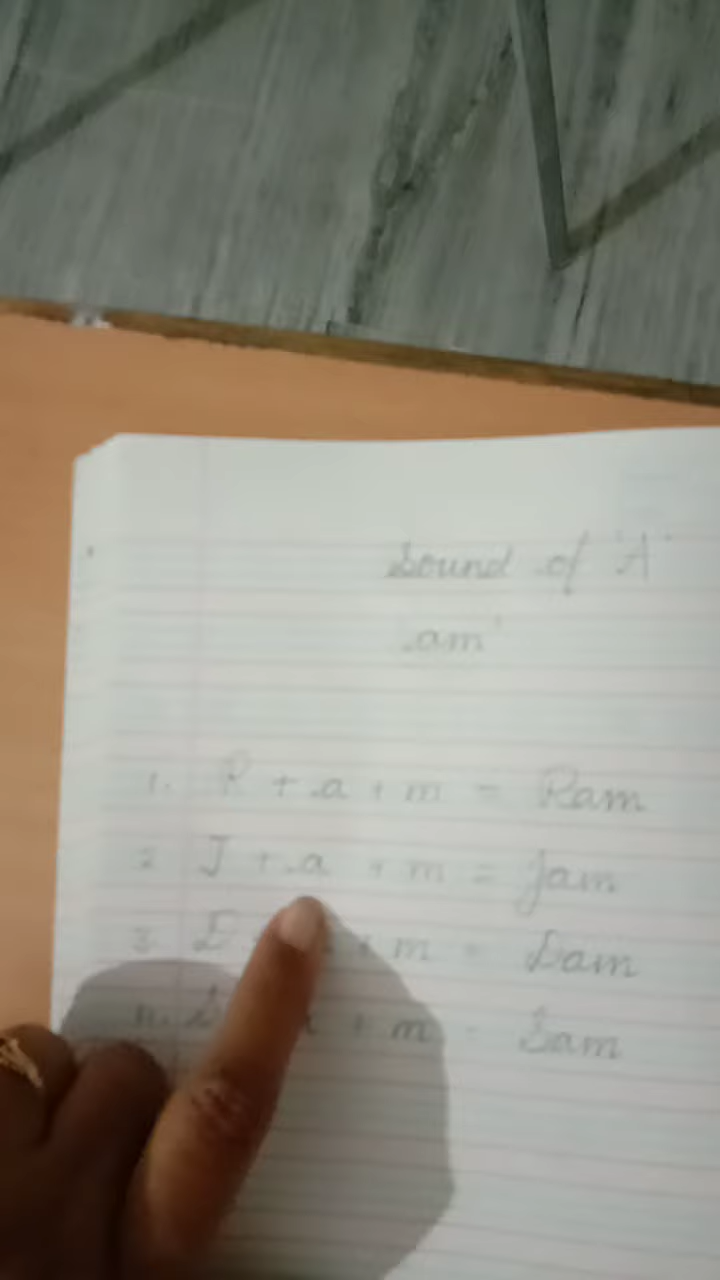 Sound of 'A'
am'
1. R + a + m = Ram
2 J + a + m = Jam
3 D + m = Dam
4. + m = Sam